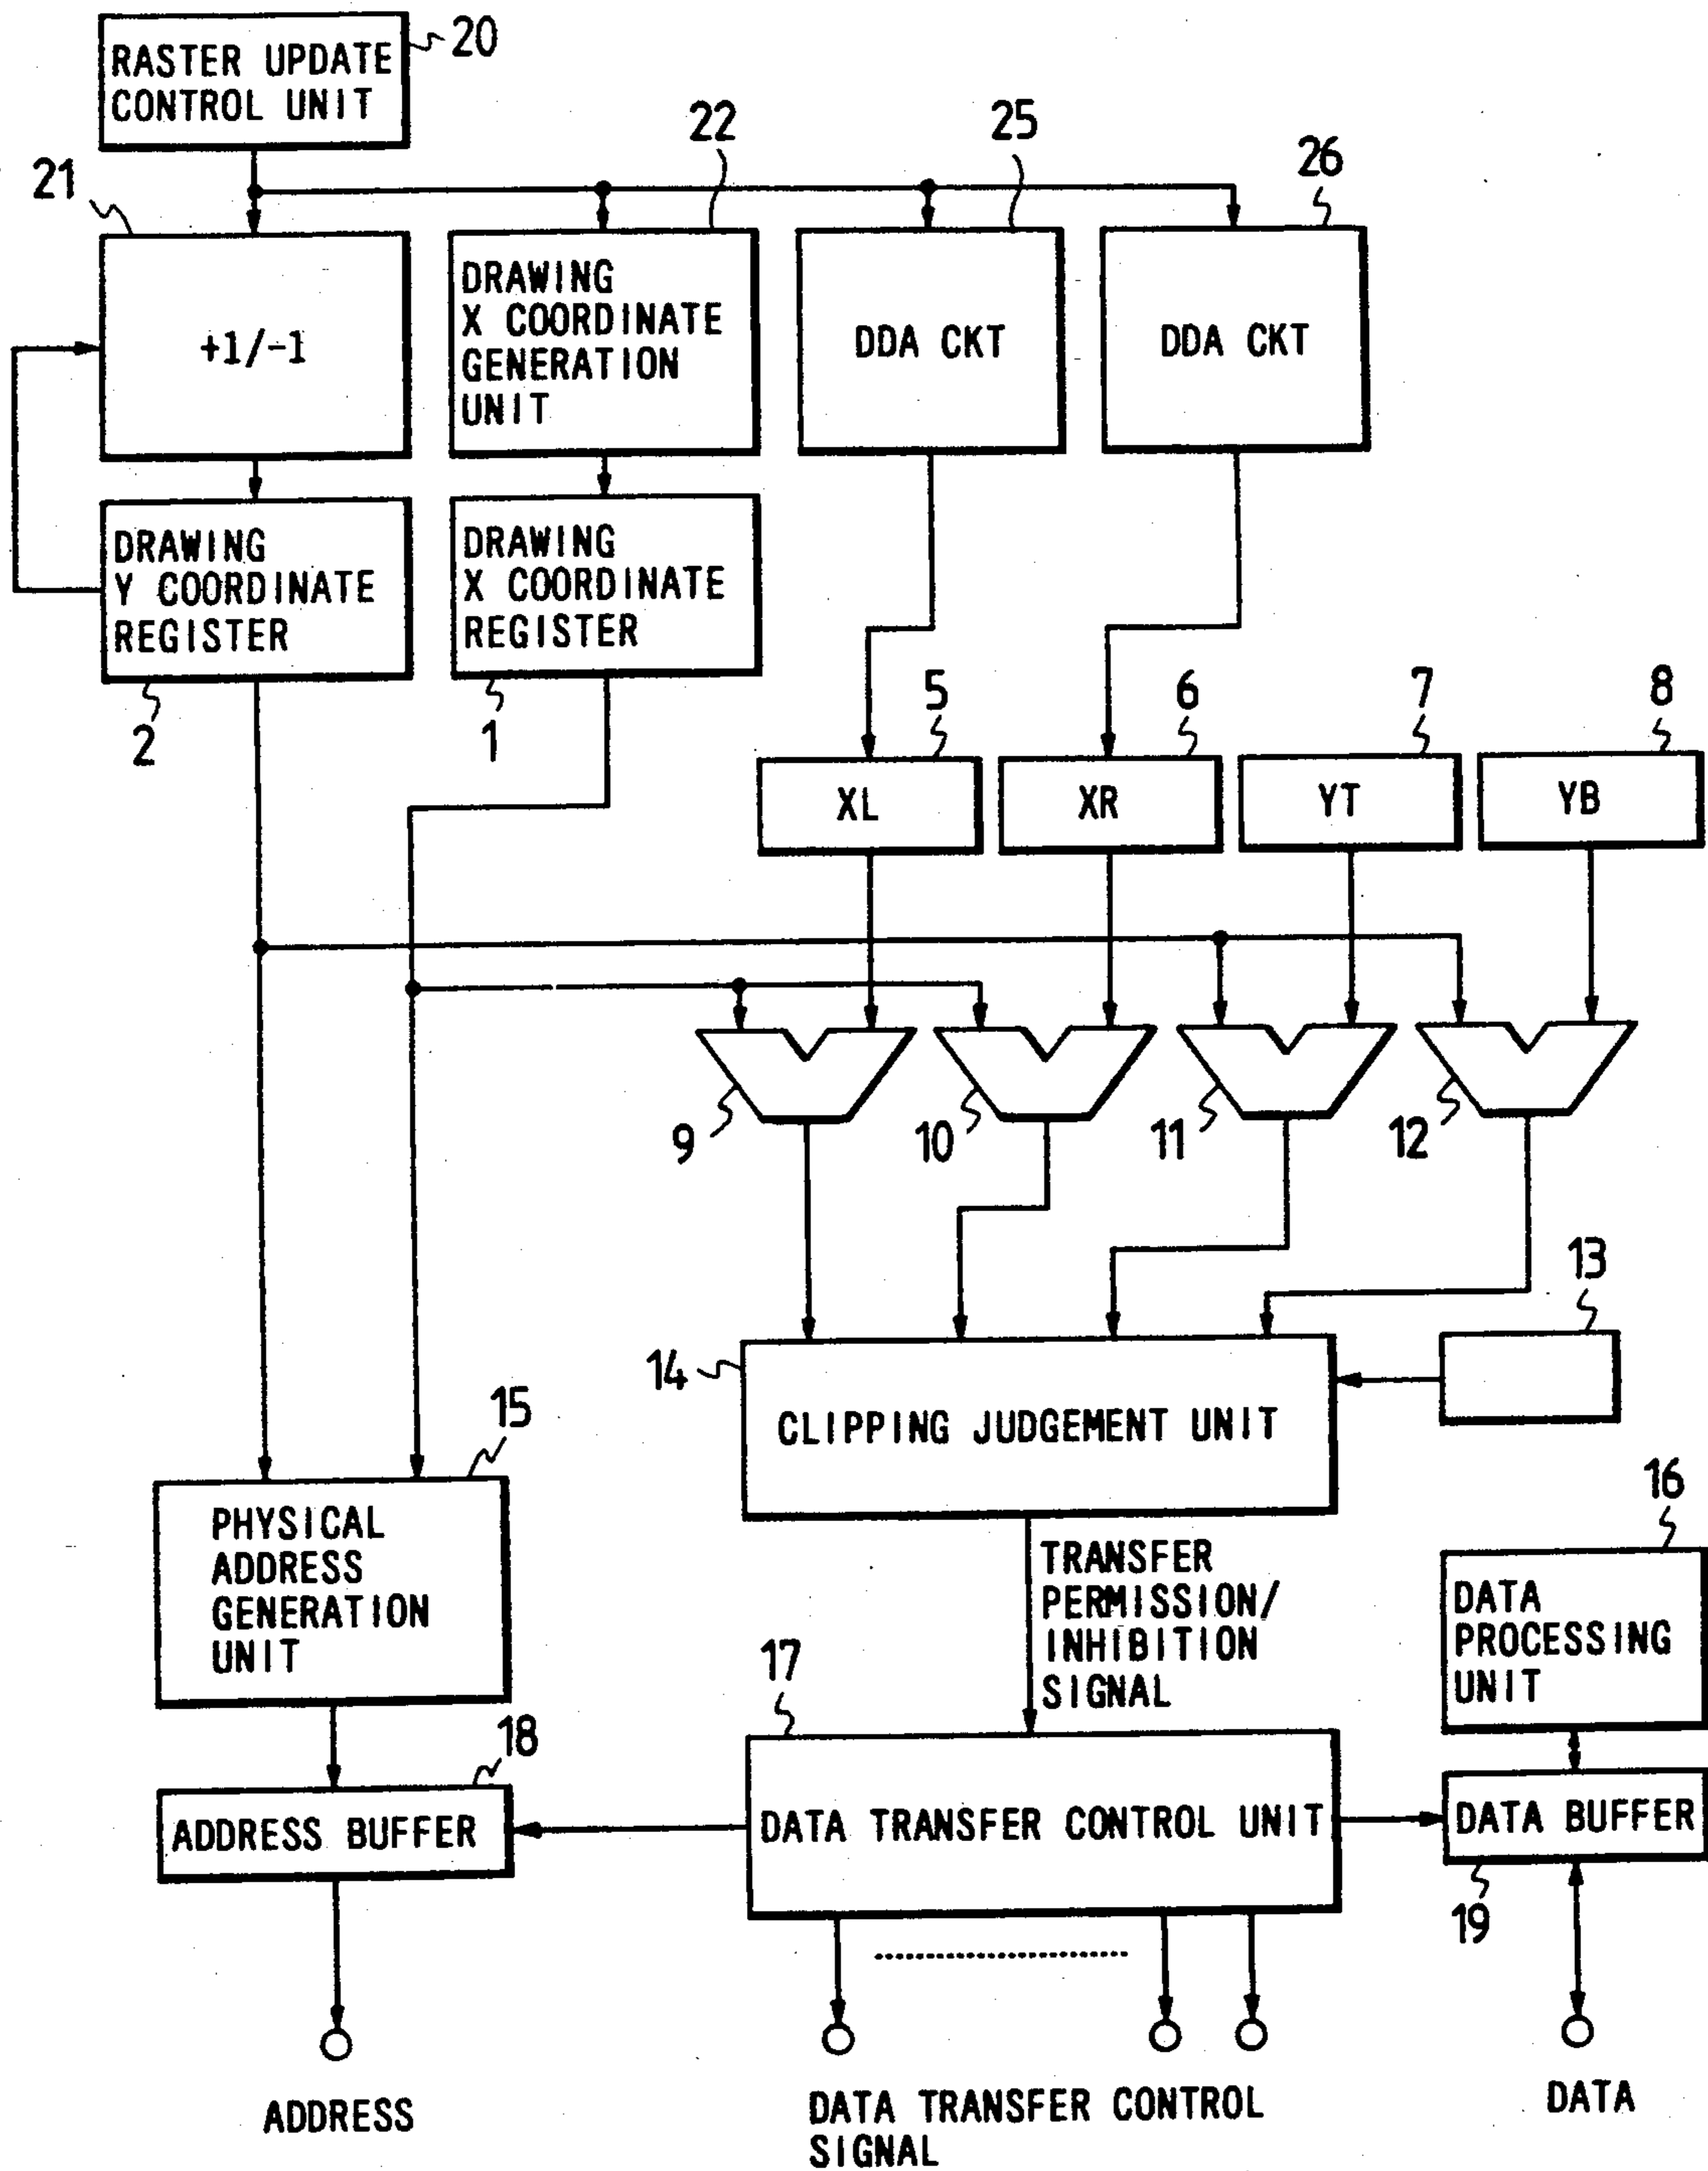 RASTER UPDATE
CONTROL UNIT
20
21
22
25
26
+1/-1
DRAWING
X COORDINATE
GENERATION
UNIT
DDA CKT
DDA CKT
DRAWING
Y COORDINATE
REGISTER
DRAWING
X COORDINATE
REGISTER
2
1
5
6
7
8
XL
XR
YT
YB
9
10
11
12
13
14
CLIPPING JUDGEMENT UNIT
15
PHYSICAL
ADDRESS
GENERATION
UNIT
TRANSFER
PERMISSION/
INHIBITION
SIGNAL
16
DATA
PROCESSING
UNIT
17
18
ADDRESS BUFFER
DATA TRANSFER CONTROL UNIT
DATA BUFFER
19
ADDRESS
DATA TRANSFER CONTROL
SIGNAL
DATA